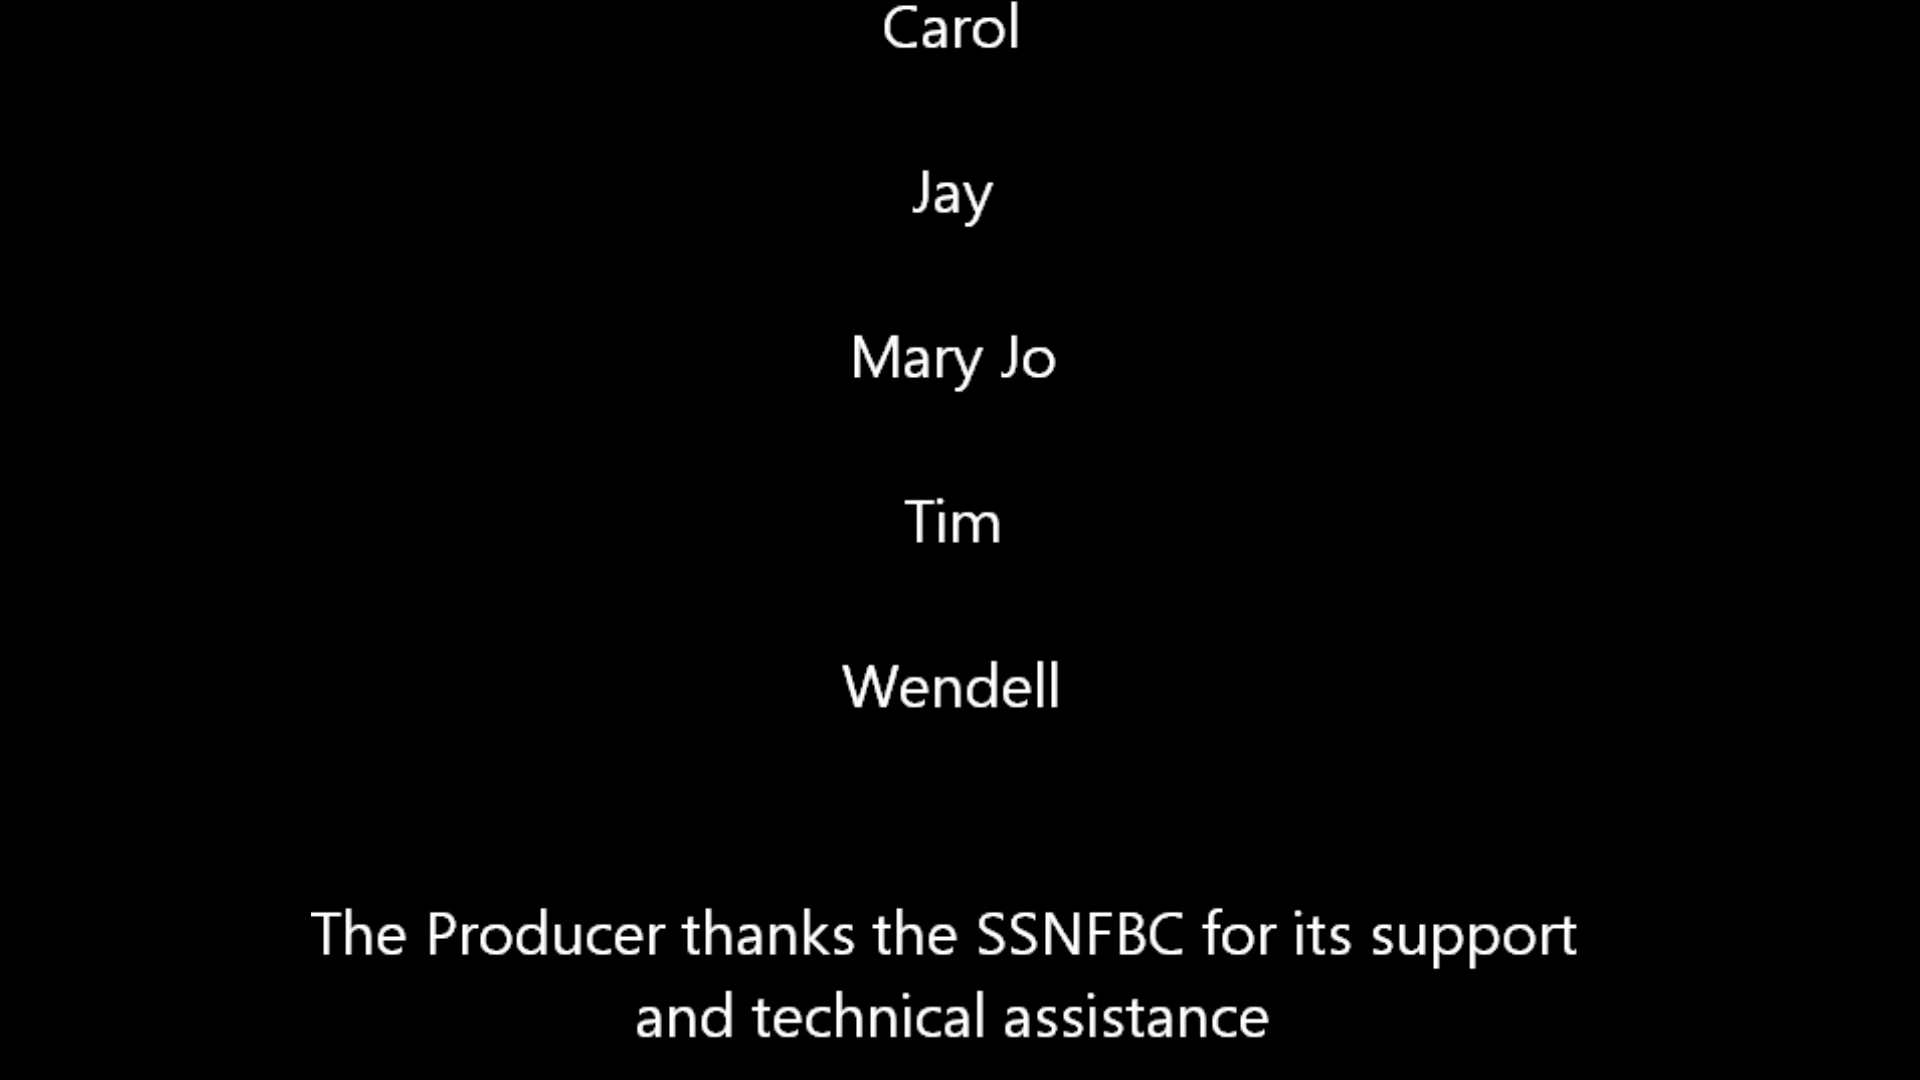 Carol
Jay
Mary Jo
Tim
Wendell
The Producer thanks the SSNFBC for its support
and technical assistance